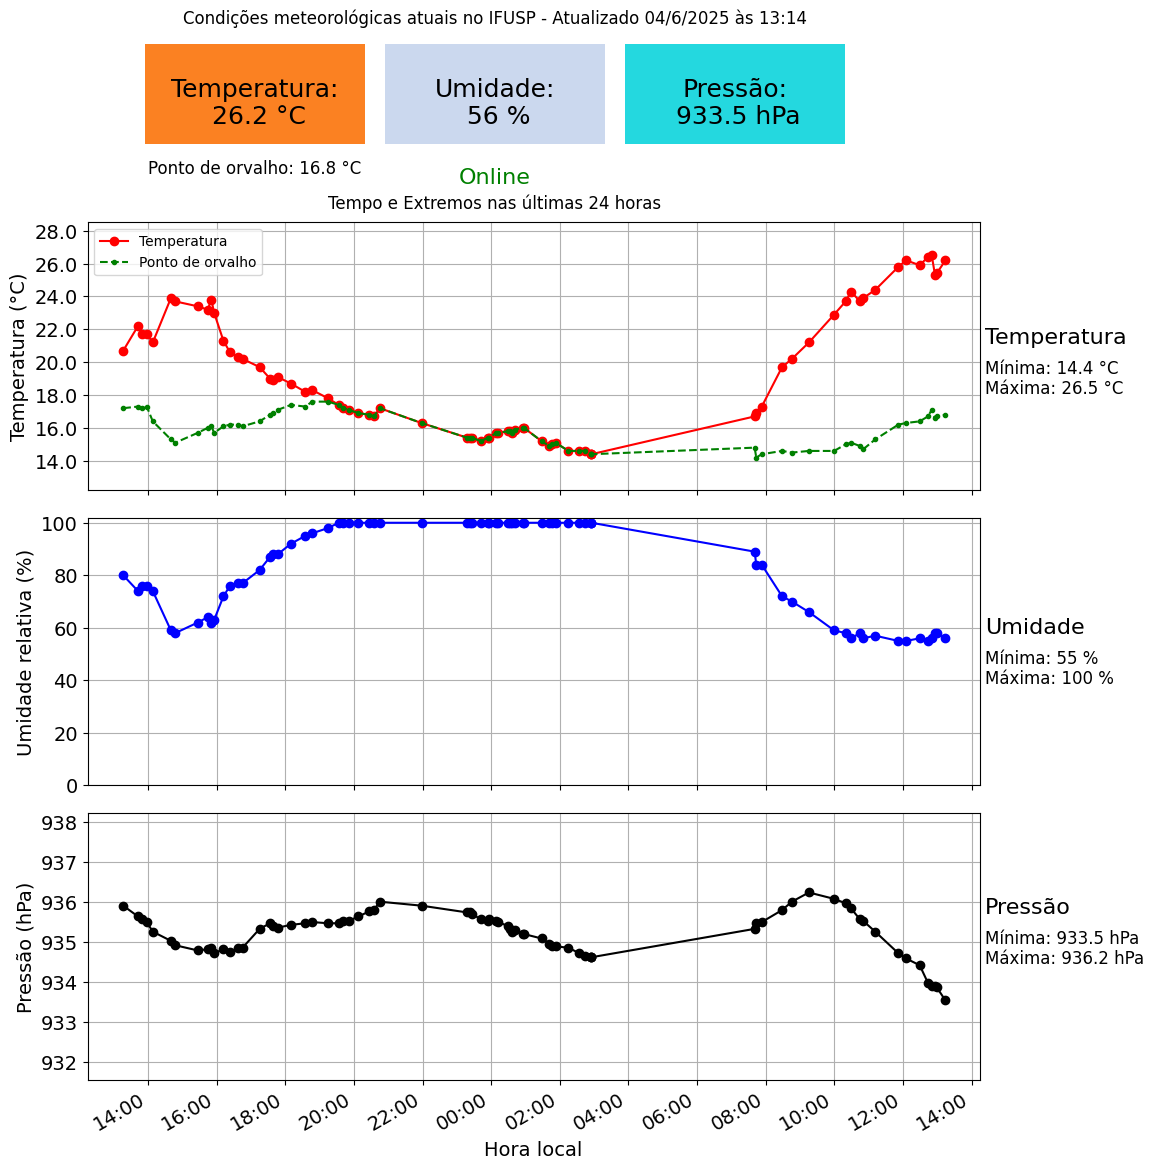 Condições meteorológicas atuais no IFUSP - Atualizado 04/6/2025 às 13:14
Temperatura:
26.2 °C
Umidade:
56 %
Pressão:
933.5 hPa
Ponto de orvalho: 16.8 °C
Online
Tempo e Extremos nas últimas 24 horas
Temperatura (°C)
28.0
26.0
24.0
22.0
20.0
18.0
16.0
14.0
Temperatura
Ponto de orvalho
Temperatura
Mínima: 14.4 °C
Máxima: 26.5 °C
Umidade relativa (%)
100
80
60
40
20
0
Umidade
Mínima: 55 %
Máxima: 100 %
Pressão (hPa)
938
937
936
935
934
933
932
Pressão
Mínima: 933.5 hPa
Máxima: 936.2 hPa
14:00 16:00 18:00 20:00 22:00 00:00 02:00 04:00 06:00 08:00 10:00 12:00 14:00
Hora local